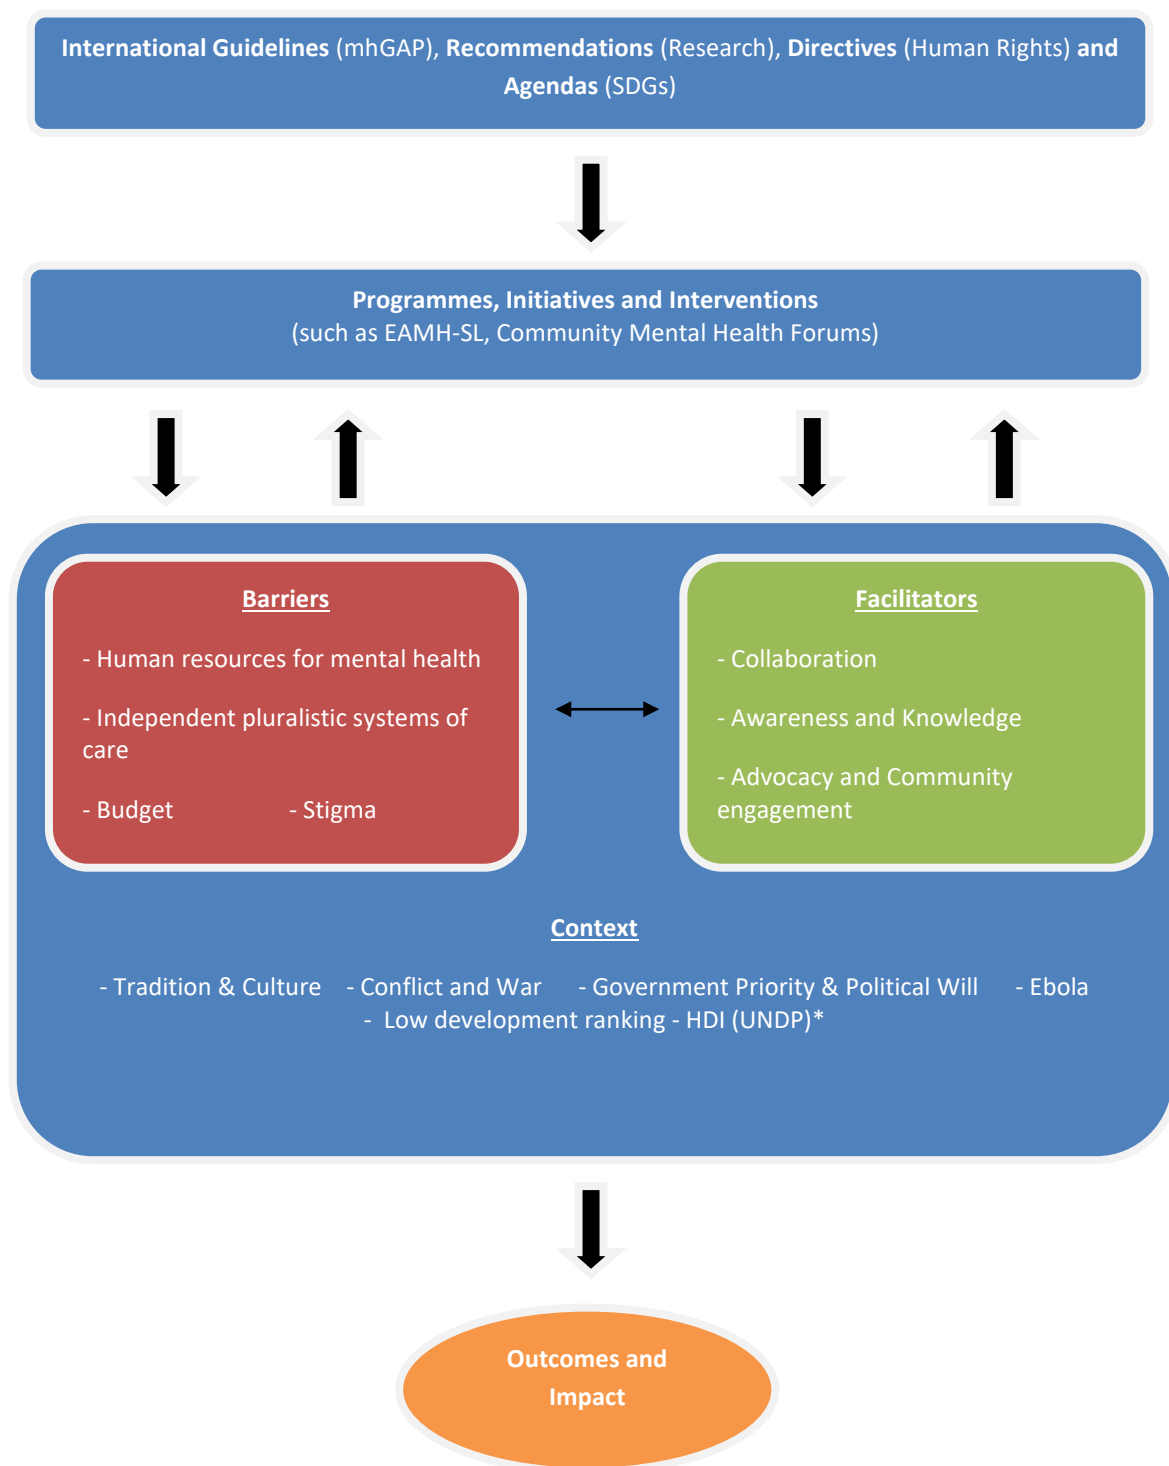 International Guidelines (mhGAP), Recommendations (Research), Directives (Human Rights) and
Agendas (SDGs)
Programmes, Initiatives and Interventions
(such as EAMH-SL, Community Mental Health Forums)
Barriers
- Human resources for mental health
- Independent pluralistic systems of
care
- Budget - Stigma
Facilitators
- Collaboration
- Awareness and Knowledge
- Advocacy and Community
engagement
Context
- Tradition & Culture - Conflict and War - Government Priority & Political Will - Ebola
- Low development ranking - HDI (UNDP)*
Outcomes and
Impact